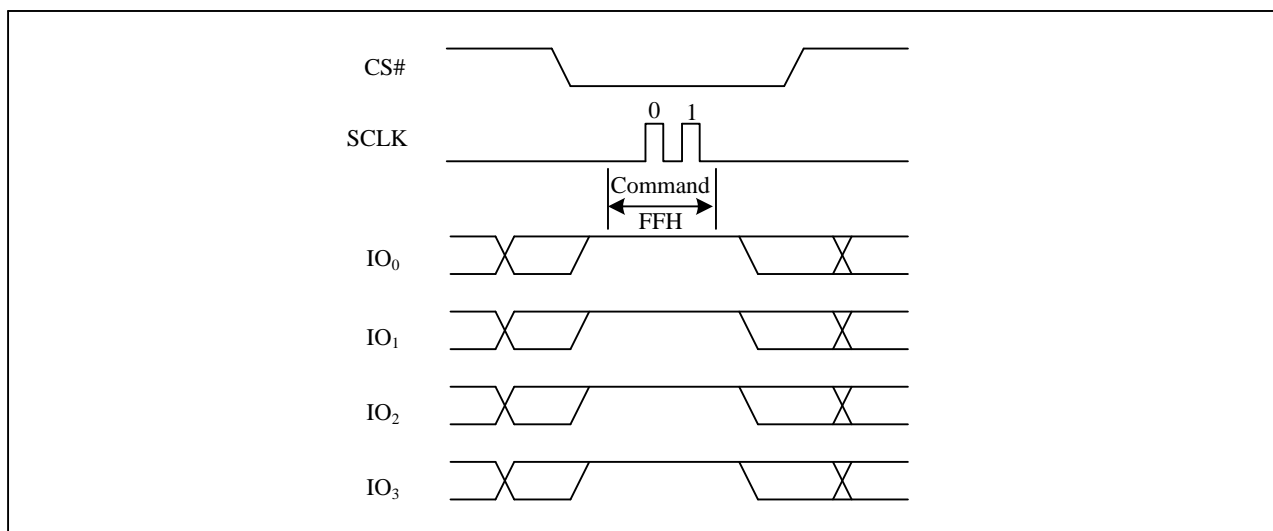 CS#
0 1
SCLK
Command
FFH
IO0
IO1
IO2
IO3